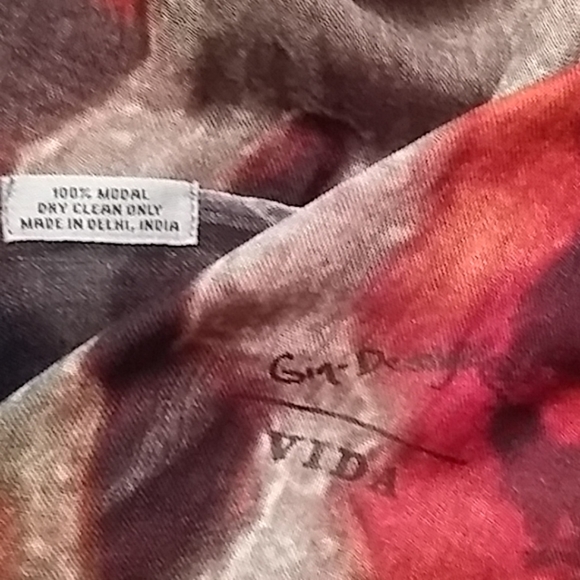 100% MODAL
DRY CLEAN ONLY
MADE IN DELHI, INDIA
VIDA